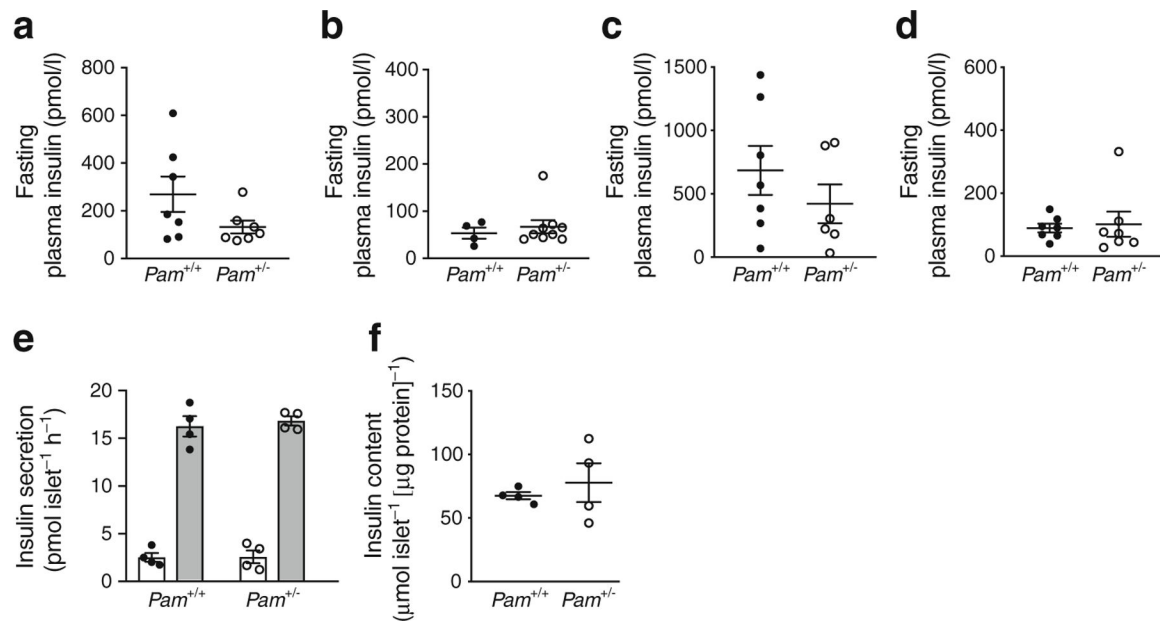 a
Fasting
plasma insulin (pmol/l)
800
600
400
200
0
Pam+/+
Pam+/-
b
Fasting
plasma insulin (pmol/l)
400
300
200
100
0
Pam+/+
Pam+/-
c
Fasting
plasma insulin (pmol/l)
1500
1000
500
0
Pam+/+
Pam+/-
d
Fasting
plasma insulin (pmol/l)
600
400
200
0
Pam+/+
Pam+/-
e
Insulin secretion
(pmol islet⁻¹ h⁻¹)
20
15
10
5
0
Pam+/+
Pam+/-
f
Insulin content
(μmol islet⁻¹ [μg protein]⁻¹)
150
100
50
0
Pam+/+
Pam+/-